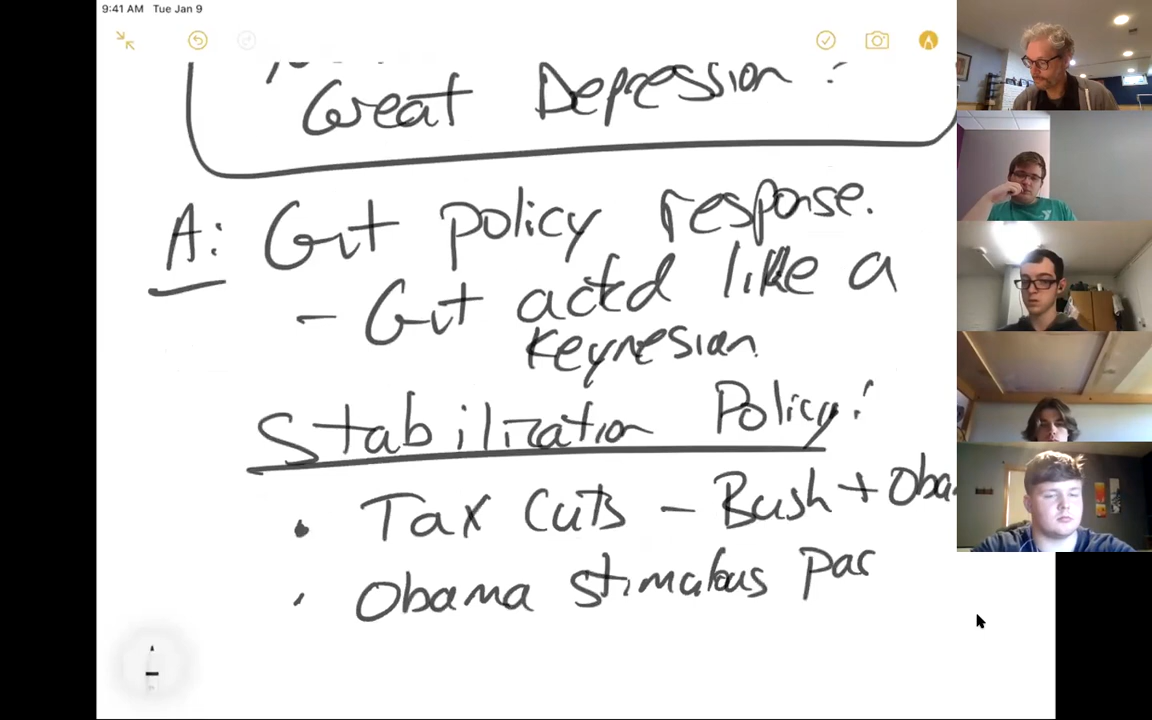 9:41 AM Tue Jan 9
Great Depression?
A: Gvt policy response.
- Gvt acted like a
Keynesian.
Stabilization Policy:
• Tax Cuts - Bush + Oba
• Obama stimulus pac